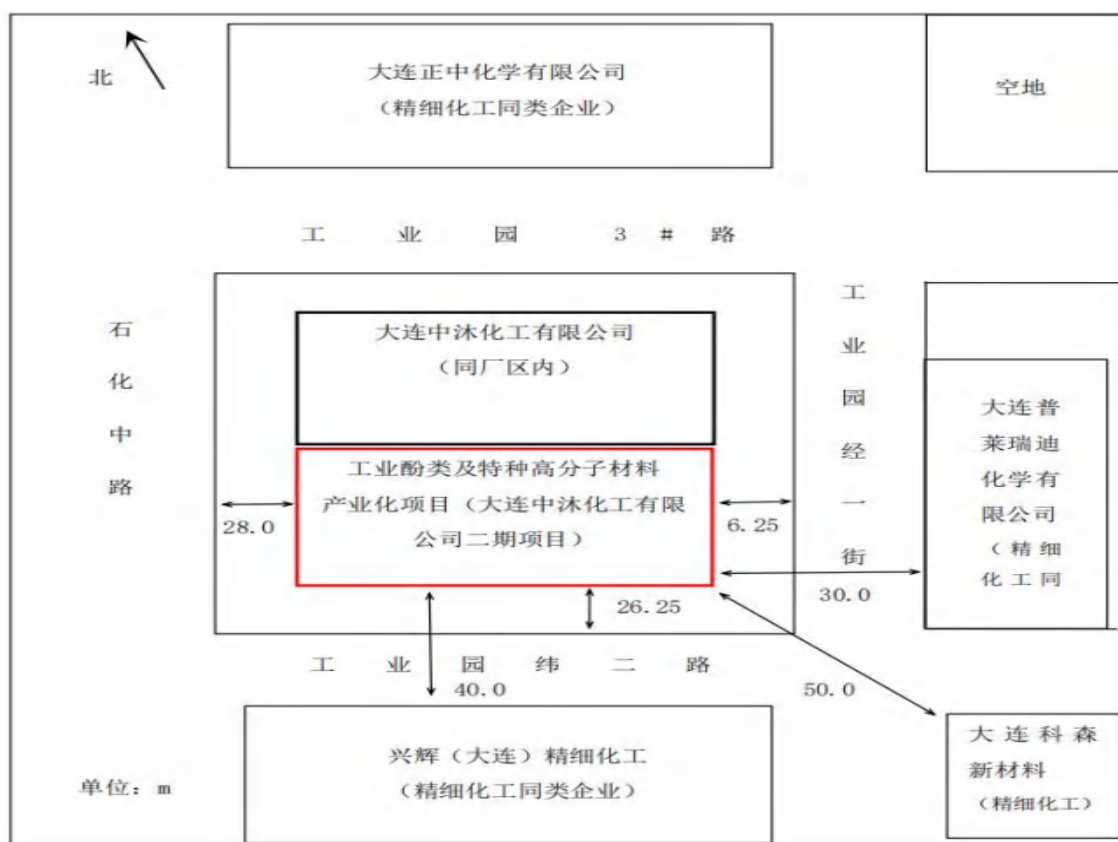 北
大连正中化学有限公司
（精细化工同类企业）
空地
工业园3#路
石化中路
大连中沐化工有限公司
（同厂区内）
工业酚类及特种高分子材料
产业化项目（大连中沐化工有限
公司二期项目）
28.0
6.25
26.25
工业园经一街
30.0
大连普
莱瑞迪
化学有
限公司
（精细
化工同
工业园纬二路
40.0
50.0
兴辉（大连）精细化工
（精细化工同类企业）
大连科森
新材料
（精细化工）
单位：m